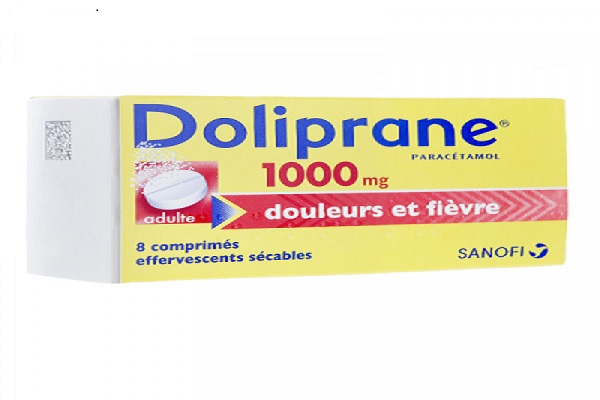 Doliprane®
PARACÉTAMOL
1000 mg
adulte
douleurs et fièvre
8 comprimés
effervescents sécables
SANOFI